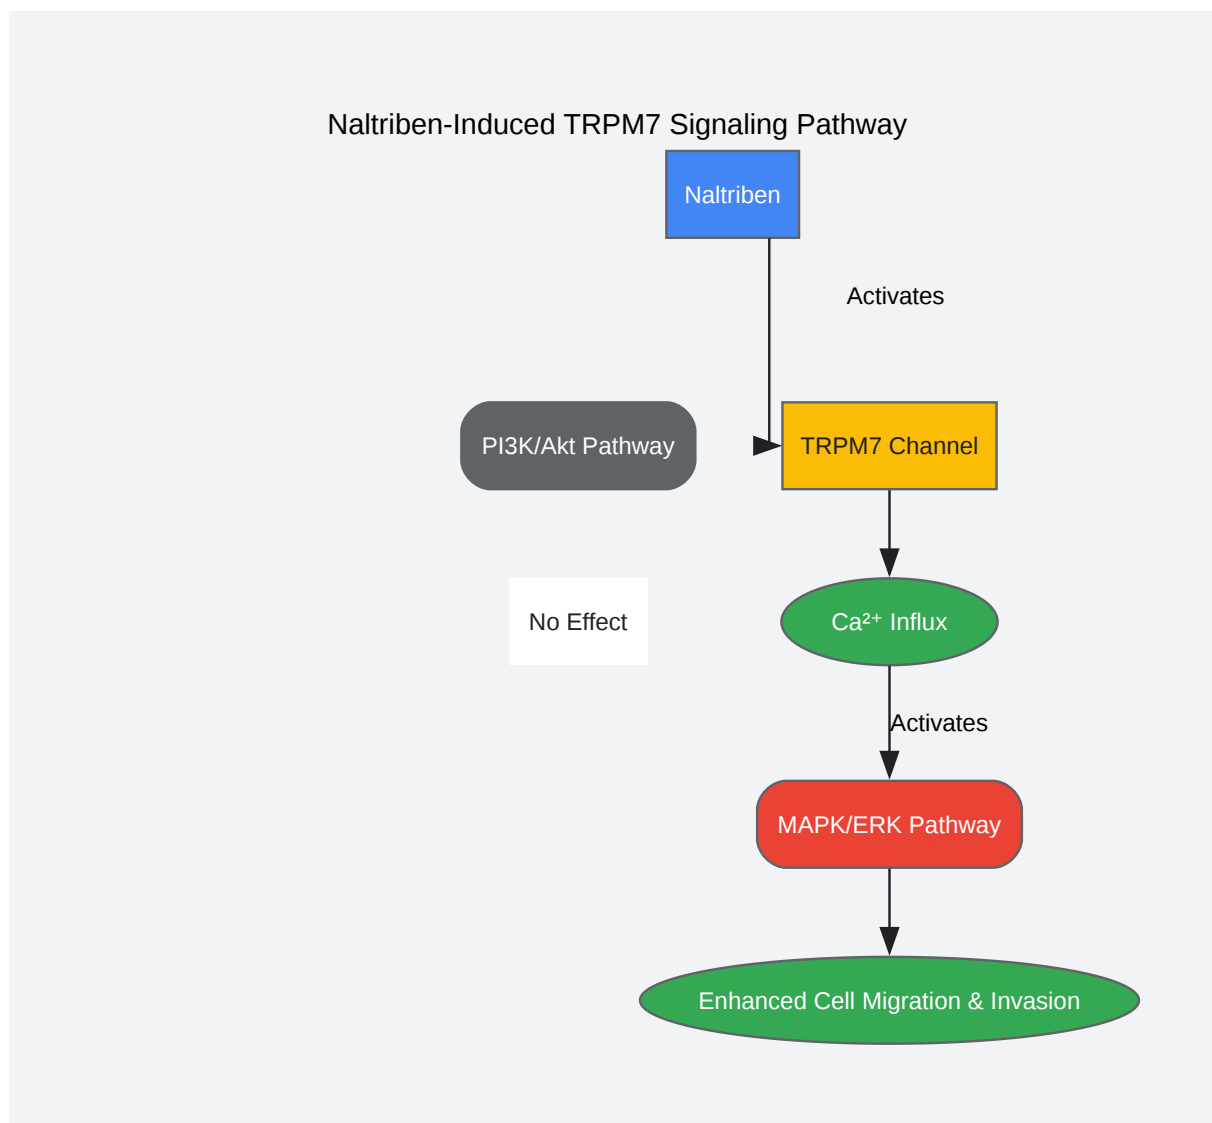 Naltriben-Induced TRPM7 Signaling Pathway
Naltriben
Activates
PI3K/Akt Pathway
TRPM7 Channel
No Effect
Ca²⁺ Influx
Activates
MAPK/ERK Pathway
Enhanced Cell Migration & Invasion